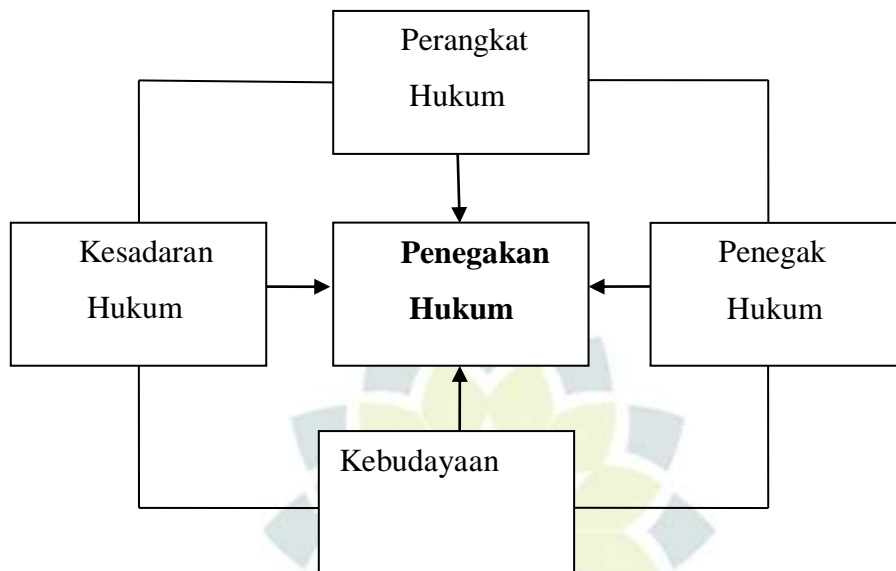 Perangkat
Hukum
Kesadaran
Hukum
Penegakan
Hukum
Penegak
Hukum
Kebudayaan